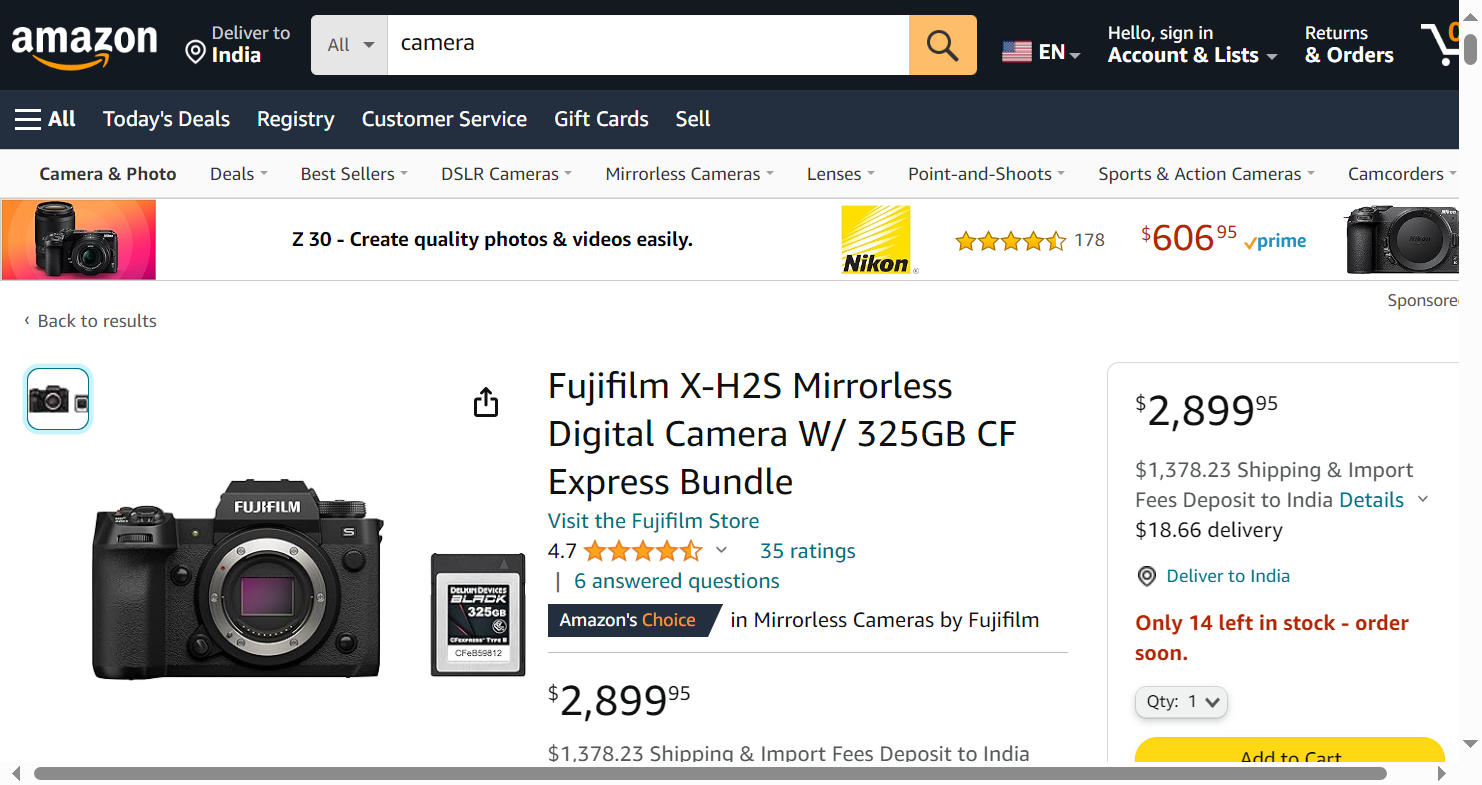 amazon
Deliver to
India
All
camera
EN
Hello, sign in
Account & Lists
Returns
& Orders
0
All
Today's Deals
Registry
Customer Service
Gift Cards
Sell
Camera & Photo
Deals
Best Sellers
DSLR Cameras
Mirrorless Cameras
Lenses
Point-and-Shoots
Sports & Action Cameras
Camcorders
Z 30 - Create quality photos & videos easily.
Nikon
178
$606 95
prime
Nikon
Sponsore
‹ Back to results
Fujifilm X-H2S Mirrorless
Digital Camera W/ 325GB CF
Express Bundle
Visit the Fujifilm Store
4.7
35 ratings
| 6 answered questions
Amazon's Choice
in Mirrorless Cameras by Fujifilm
$2,899 95
$1,378.23 Shipping & Import Fees Deposit to India
FUJIFILM
S
DELKIN DEVICES
BLACK
325GB
CFexpress™ Type B
CFeB59812
$2,899 95
$1,378.23 Shipping & Import
Fees Deposit to India Details
$18.66 delivery
Deliver to India
Only 14 left in stock - order
soon.
Qty: 1
Add to Cart